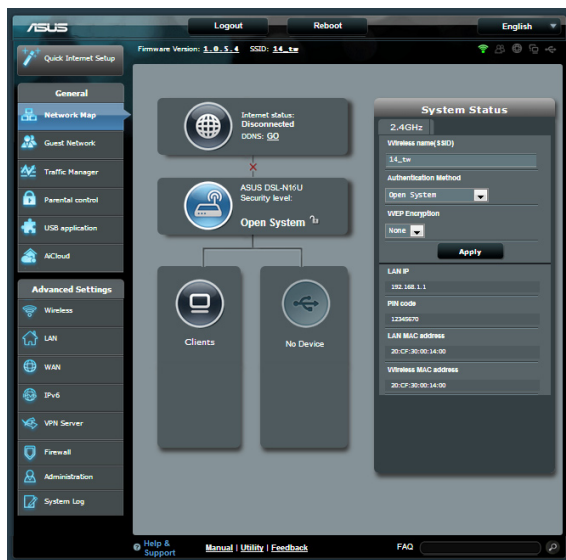 ASUS
Logout
Reboot
English
Quick Internet Setup
Firmware Version: 1.0.5.4 SSID: 14_tw
General
Network Map
Guest Network
Traffic Manager
Parental control
USB application
AiCloud
Advanced Settings
Wireless
LAN
WAN
IPv6
VPN Server
Firewall
Administration
System Log
Internet status:
Disconnected
DDNS: GO
ASUS DSL-N16U
Security level:
Open System
Clients
No Device
System Status
2.4GHz
Wireless name(SSID)
14_tw
Authentication Method
Open System
WEP Encryption
None
Apply
LAN IP
192.168.1.1
PIN code
12345670
LAN MAC address
20:CF:30:00:14:00
Wireless MAC address
20:CF:30:00:14:00
Help & Support
Manual | Utility | Feedback
FAQ